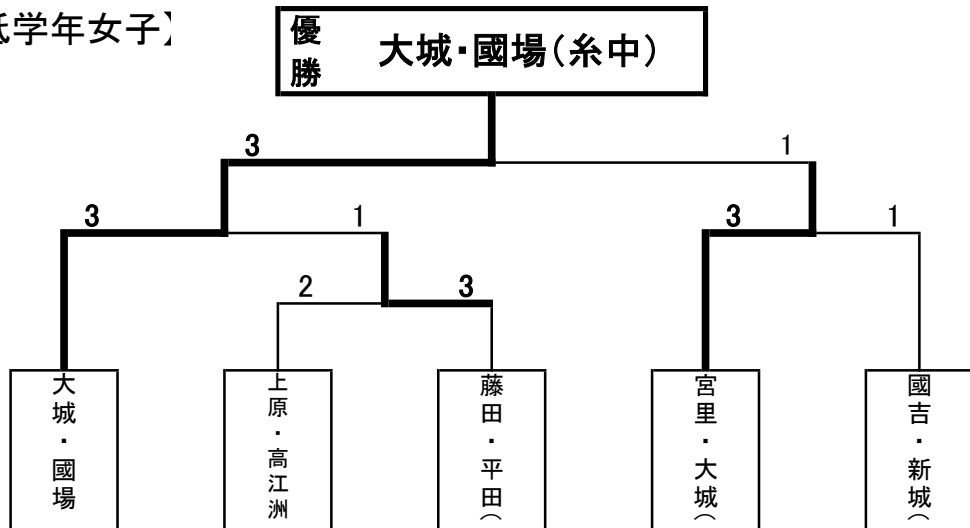 学年女子】
優勝
大城・國場（糸中）
3
1
3
1
3
1
2
3
大城・國場
上原・高江洲
藤田・平田（
宮里・大城（
國吉・新城（